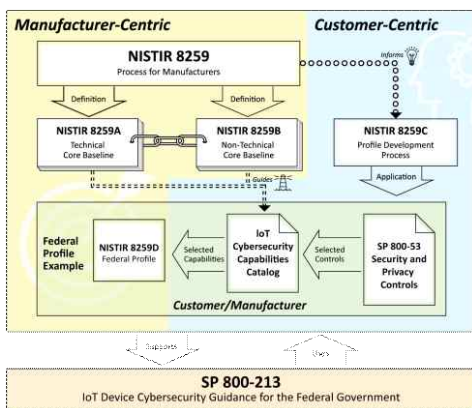 Manufacturer-Centric
Customer-Centric
NISTIR 8259
Process for Manufacturers
Informs
Definition
Definition
NISTIR 8259A
Technical
Core Baseline
NISTIR 8259B
Non-Technical
Core Baseline
NISTIR 8259C
Profile Development
Process
Guides
Application
Federal
Profile
Example
NISTIR 8259D
Federal Profile
Selected
Capabilities
IoT
Cybersecurity
Capabilities
Catalog
Selected
Controls
SP 800-53
Security and
Privacy
Controls
Customer/Manufacturer
Supports
Uses
SP 800-213
IoT Device Cybersecurity Guidance for the Federal Government